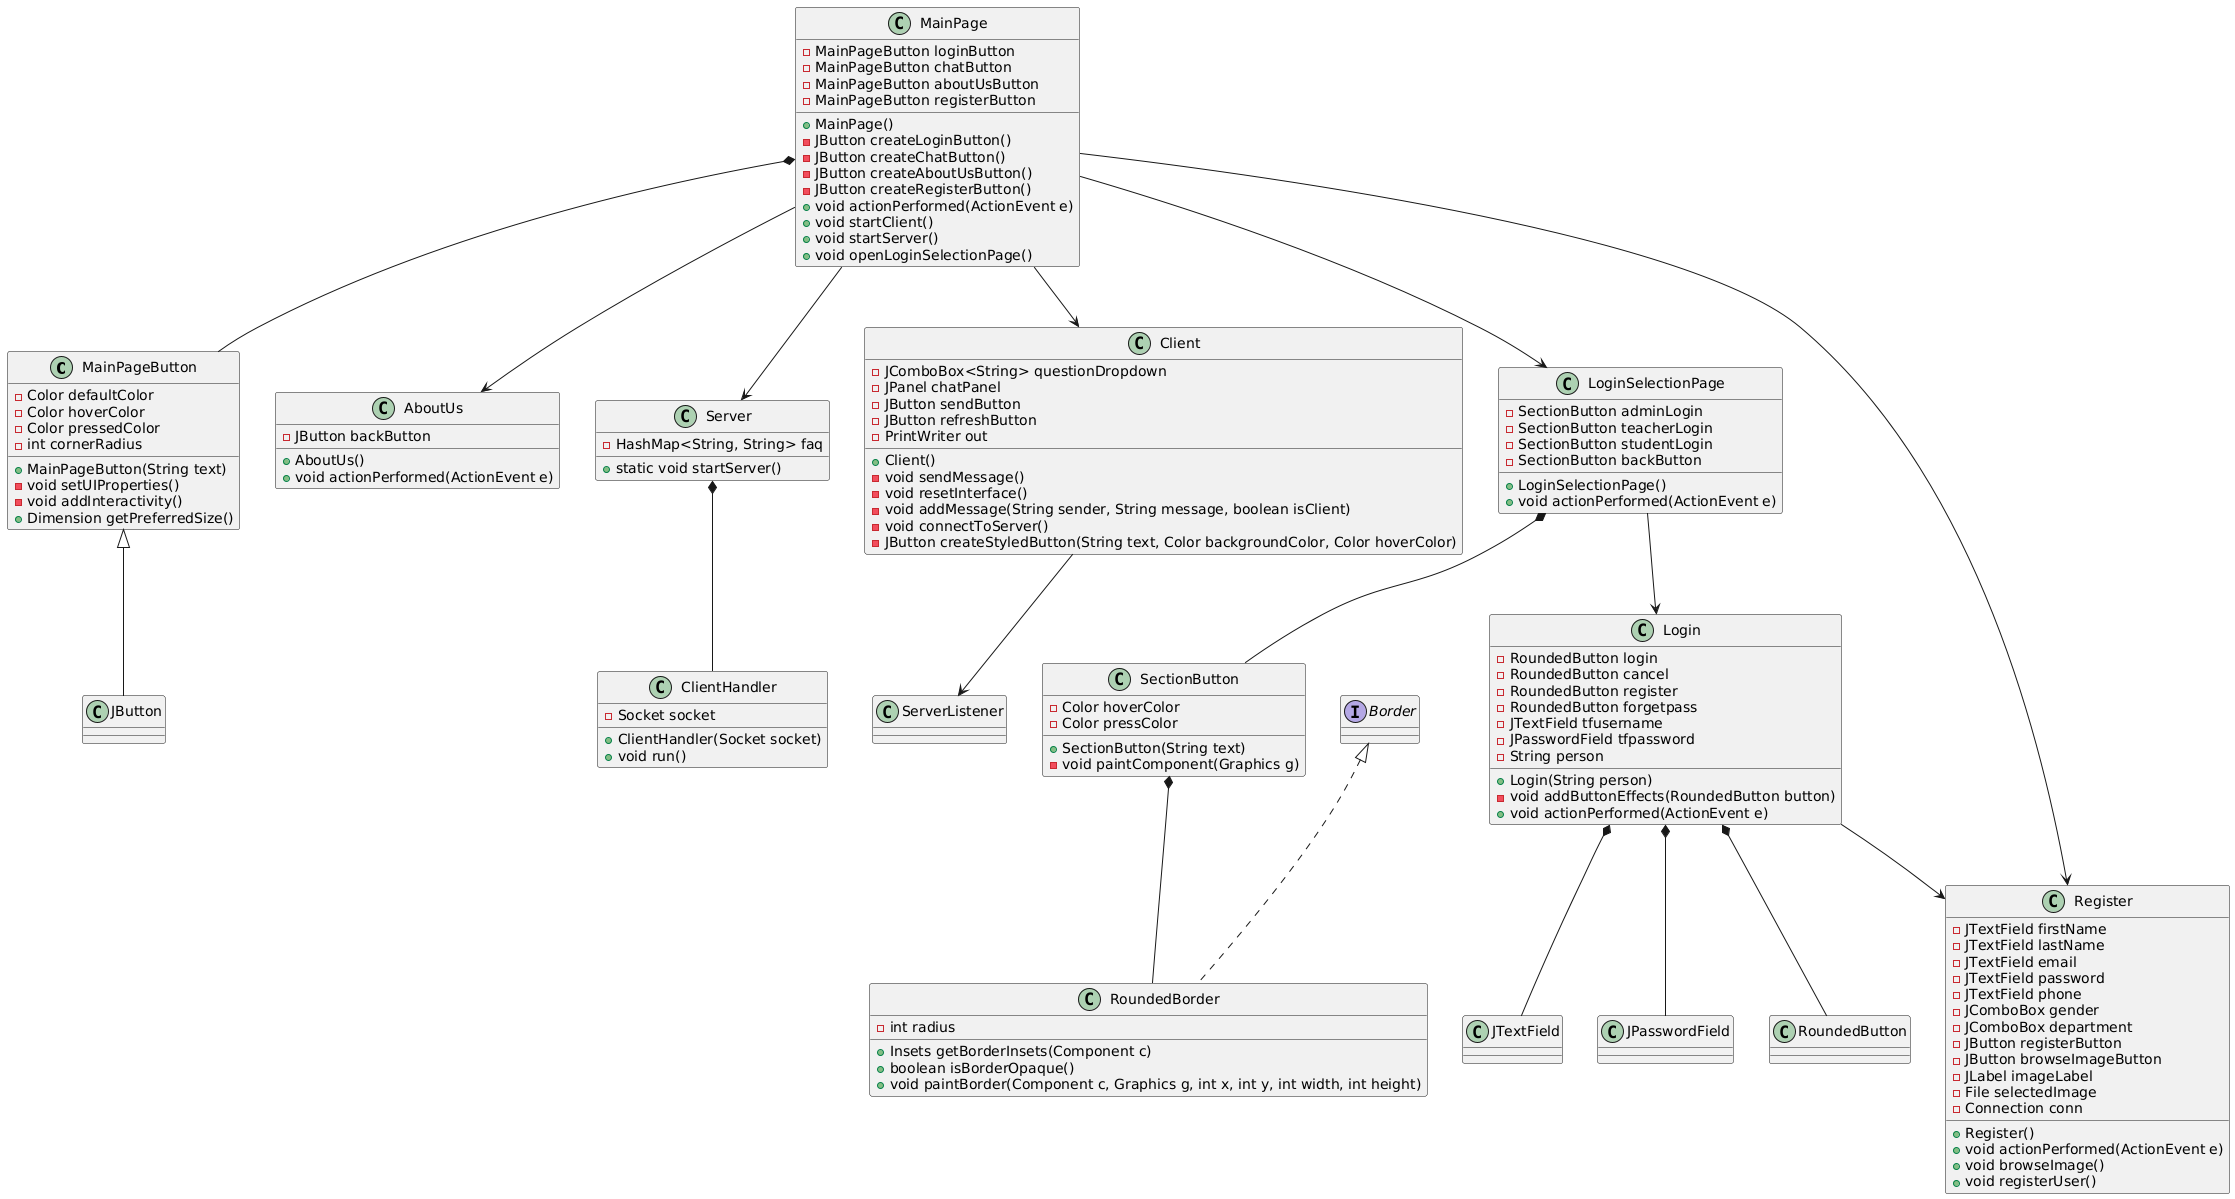 MainPage
MainPageButton loginButton
MainPageButton chatButton
MainPageButton aboutUsButton
MainPageButton registerButton
MainPage()
JButton createLoginButton()
JButton createChatButton()
JButton createAboutUsButton()
JButton createRegisterButton()
void actionPerformed(ActionEvent e)
void startClient()
void startServer()
void openLoginSelectionPage()
MainPageButton
Color defaultColor
Color hoverColor
Color pressedColor
int cornerRadius
MainPageButton(String text)
void setUIProperties()
void addInteractivity()
Dimension getPreferredSize()
AboutUs
JButton backButton
AboutUs()
void actionPerformed(ActionEvent e)
Server
HashMap<String, String> faq
static void startServer()
Client
JComboBox<String> questionDropdown
JPanel chatPanel
JButton sendButton
JButton refreshButton
PrintWriter out
Client()
void sendMessage()
void resetInterface()
void addMessage(String sender, String message, boolean isClient)
void connectToServer()
JButton createStyledButton(String text, Color backgroundColor, Color hoverColor)
LoginSelectionPage
SectionButton adminLogin
SectionButton teacherLogin
SectionButton studentLogin
SectionButton backButton
LoginSelectionPage()
void actionPerformed(ActionEvent e)
JButton
ClientHandler
Socket socket
ClientHandler(Socket socket)
void run()
ServerListener
SectionButton
Color hoverColor
Color pressColor
SectionButton(String text)
void paintComponent(Graphics g)
Border
Login
RoundedButton login
RoundedButton cancel
RoundedButton register
RoundedButton forgetpass
JTextField tfusername
JPasswordField tfpassword
String person
Login(String person)
void addButtonEffects(RoundedButton button)
void actionPerformed(ActionEvent e)
RoundedBorder
int radius
Insets getBorderInsets(Component c)
boolean isBorderOpaque()
void paintBorder(Component c, Graphics g, int x, int y, int width, int height)
JTextField
JPasswordField
RoundedButton
Register
JTextField firstName
JTextField lastName
JTextField email
JTextField password
JTextField phone
JComboBox gender
JComboBox department
JButton registerButton
JButton browseImageButton
JLabel imageLabel
File selectedImage
Connection conn
Register()
void actionPerformed(ActionEvent e)
void browseImage()
void registerUser()